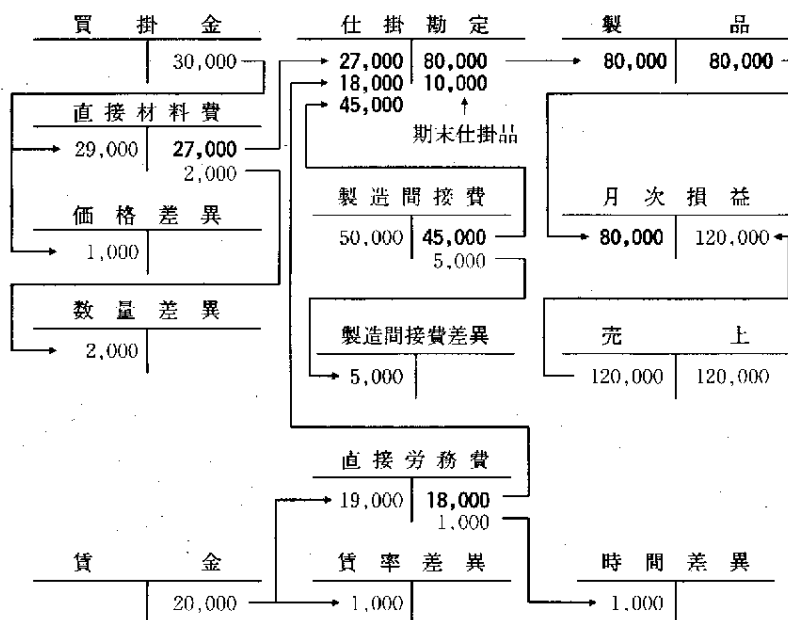 買掛金 仕掛勘定 製品
30,000 27,000 80,000 80,000 80,000
18,000 10,000
直接材料費 45,000
29,000 27,000 期末仕掛品
2,000
価格差異 製造間接費 月次損益
1,000 50,000 45,000 80,000 120,000
5,000
数量差異 製造間接費差異 売上
2,000 5,000 120,000 120,000
直接労務費
19,000 18,000
1,000
賃金 賃率差異 時間差異
20,000 1,000 1,000